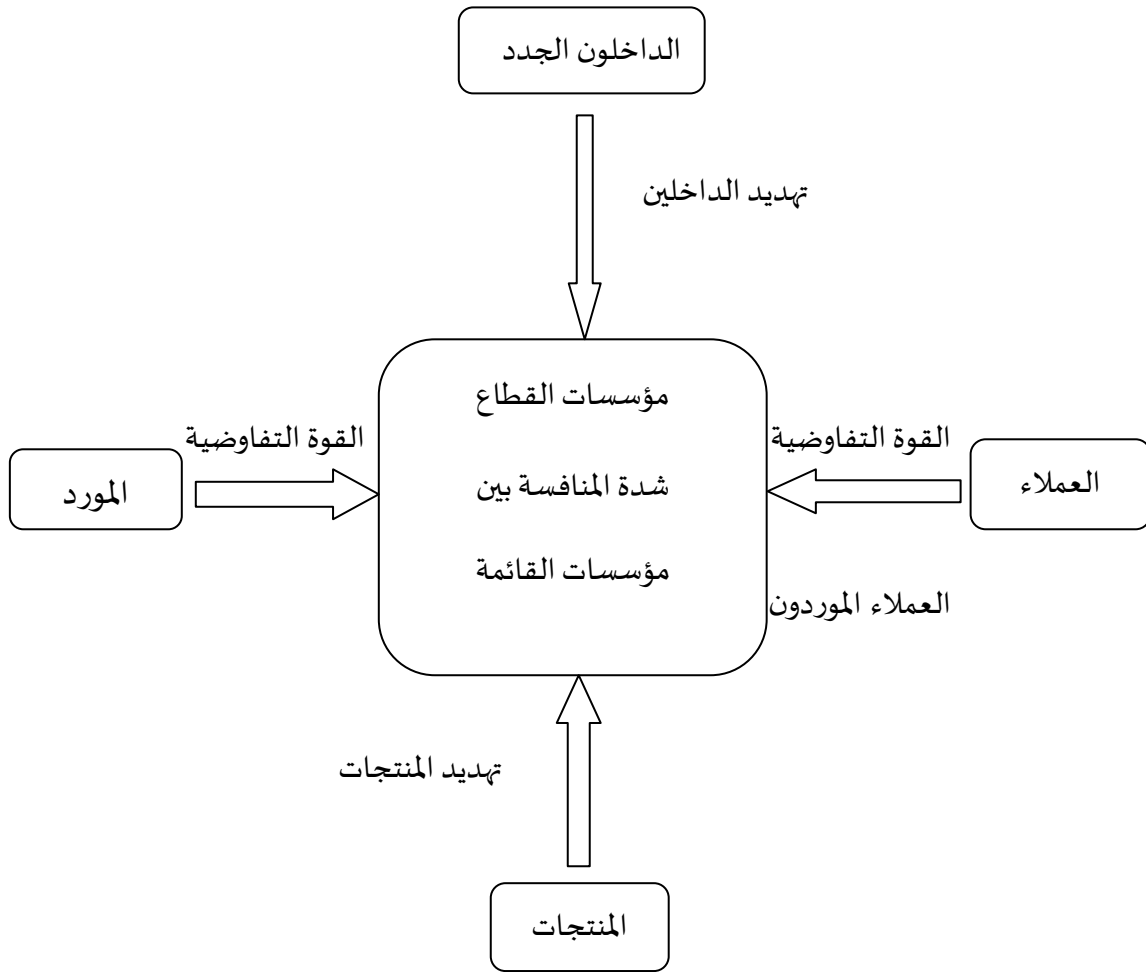 الداخلون الجدد
تهديد الداخلين
مؤسسات القطاع
القوة التفاوضية
القوة التفاوضية
العملاء
شدة المنافسة بين
المورد
مؤسسات القائمة
العملاء الموردون
تهديد المنتجات
المنتجات